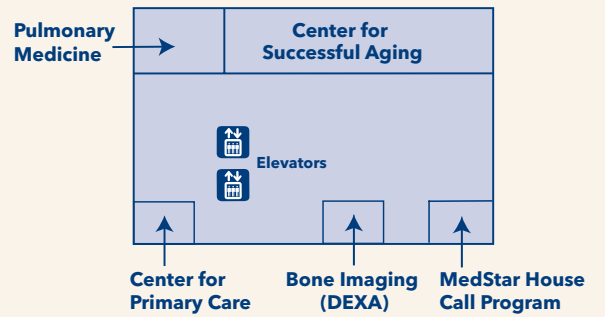 Pulmonary
Medicine
Center for
Successful Aging
Elevators
Center for
Primary Care
Bone Imaging
(DEXA)
MedStar House
Call Program